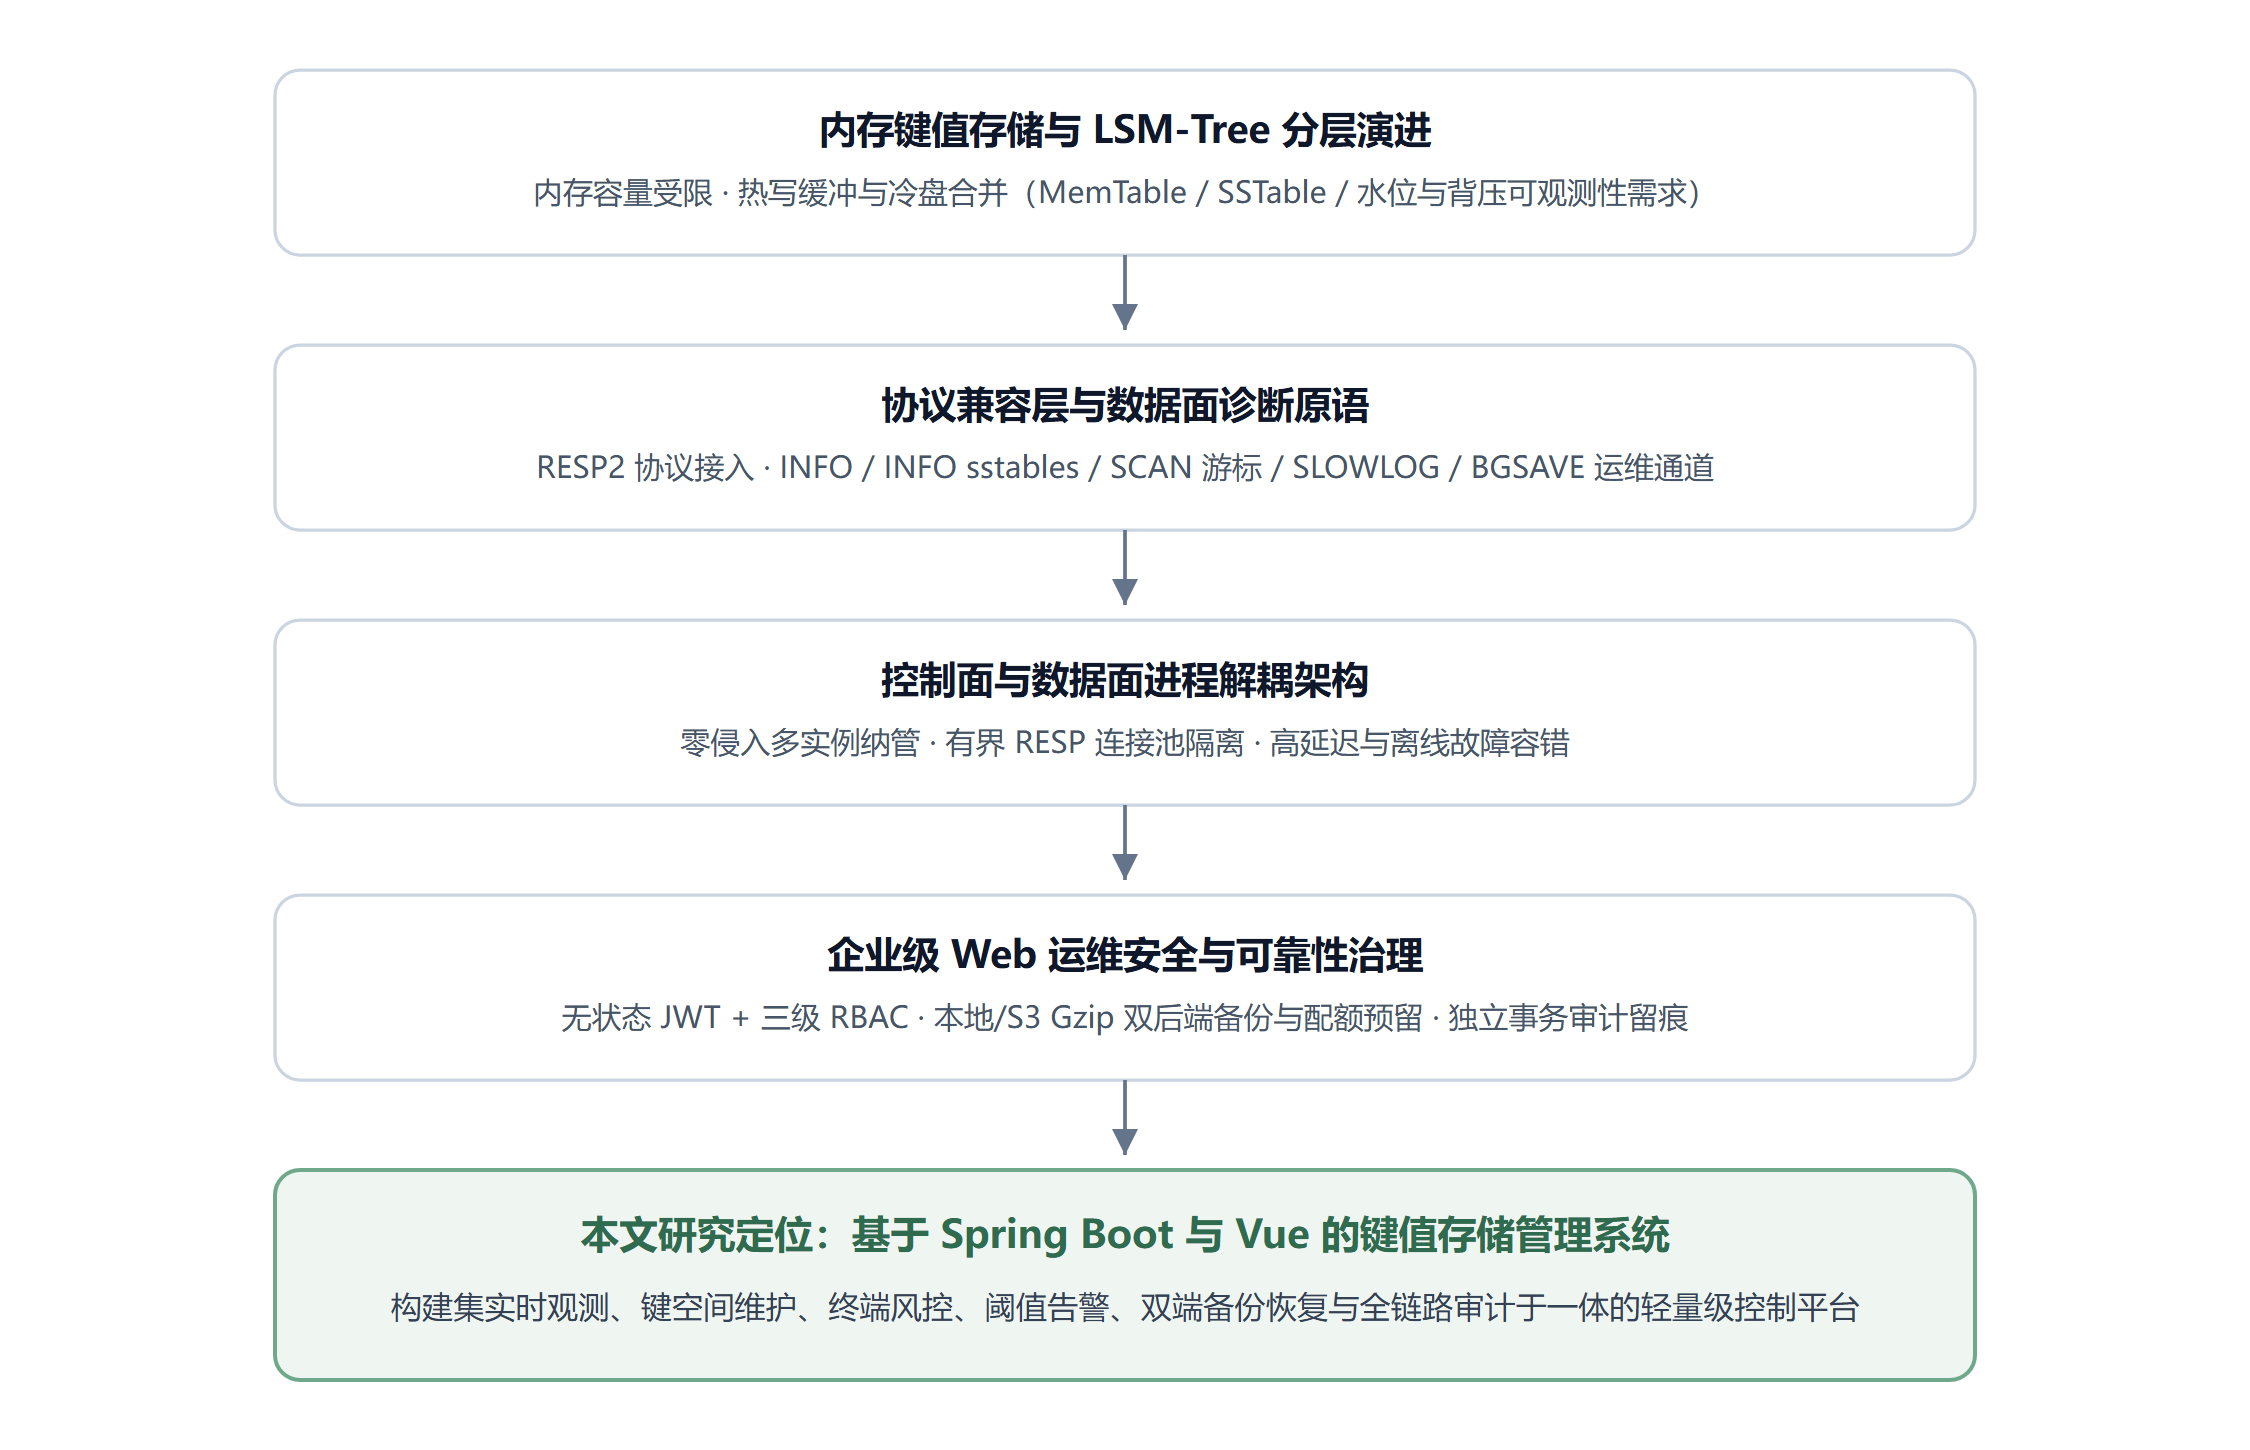 内存键值存储与 LSM-Tree 分层演进
内存容量受限 · 热写缓冲与冷盘合并（MemTable / SSTable / 水位与背压可观测性需求）
协议兼容层与数据面诊断原语
RESP2 协议接入 · INFO / INFO sstables / SCAN 游标 / SLOWLOG / BGSAVE 运维通道
控制面与数据面进程解耦架构
零侵入多实例纳管 · 有界 RESP 连接池隔离 · 高延迟与离线故障容错
企业级 Web 运维安全与可靠性治理
无状态 JWT + 三级 RBAC · 本地/S3 Gzip 双后端备份与配额预留 · 独立事务审计留痕
本文研究定位：基于 Spring Boot 与 Vue 的键值存储管理系统
构建集实时观测、键空间维护、终端风控、阈值告警、双端备份恢复与全链路审计于一体的轻量级控制平台